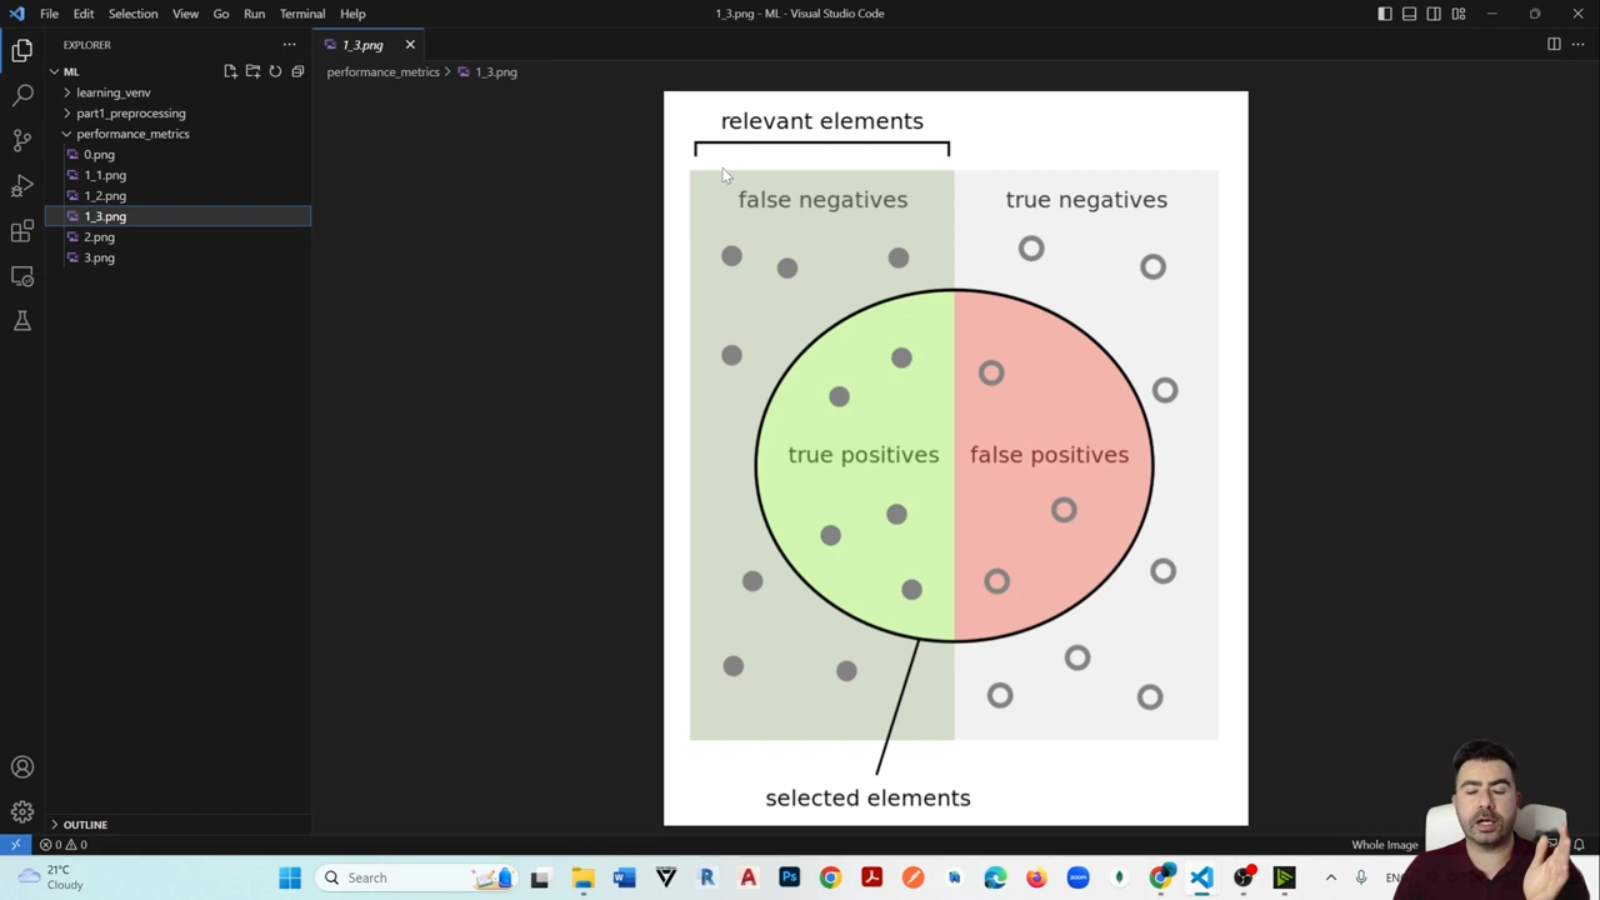 File Edit Selection View Go Run Terminal Help
1_3.png - ML - Visual Studio Code
EXPLORER
1_3.png
ML
performance_metrics > 1_3.png
learning_venv
part1_preprocessing
performance_metrics
0.png
1_1.png
1_2.png
1_3.png
2.png
3.png
relevant elements
false negatives
true negatives
true positives
false positives
selected elements
OUTLINE
0 0
Whole Image
21°C
Cloudy
Search